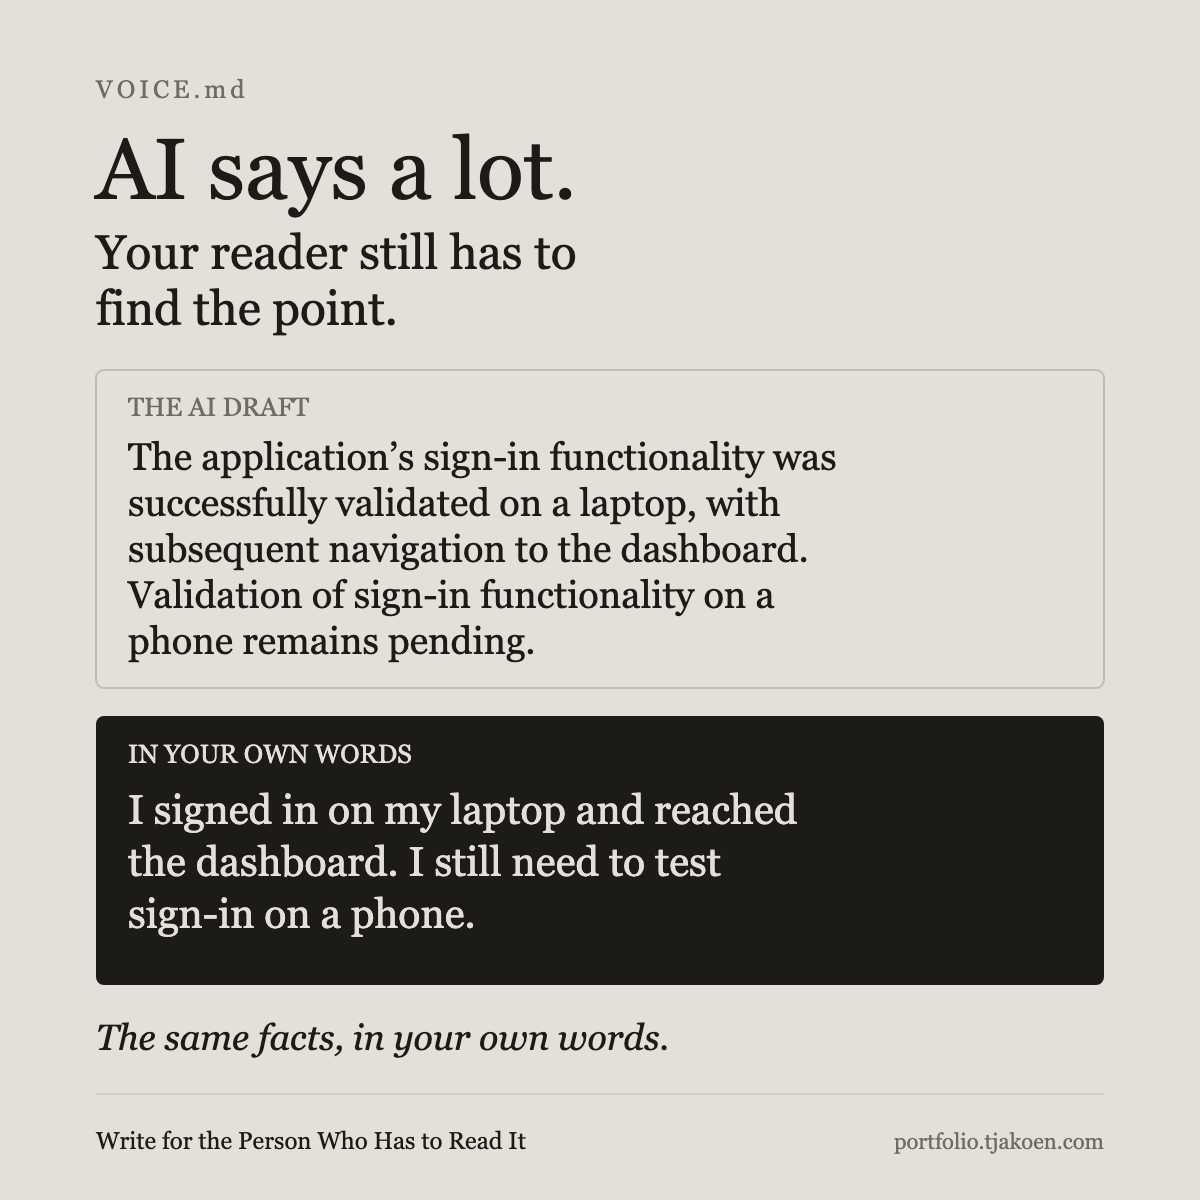 VOICE.md
AI says a lot.
Your reader still has to
find the point.
THE AI DRAFT
The application’s sign-in functionality was
successfully validated on a laptop, with
subsequent navigation to the dashboard.
Validation of sign-in functionality on a
phone remains pending.
IN YOUR OWN WORDS
I signed in on my laptop and reached
the dashboard. I still need to test
sign-in on a phone.
The same facts, in your own words.
Write for the Person Who Has to Read It
portfolio.tjakoen.com